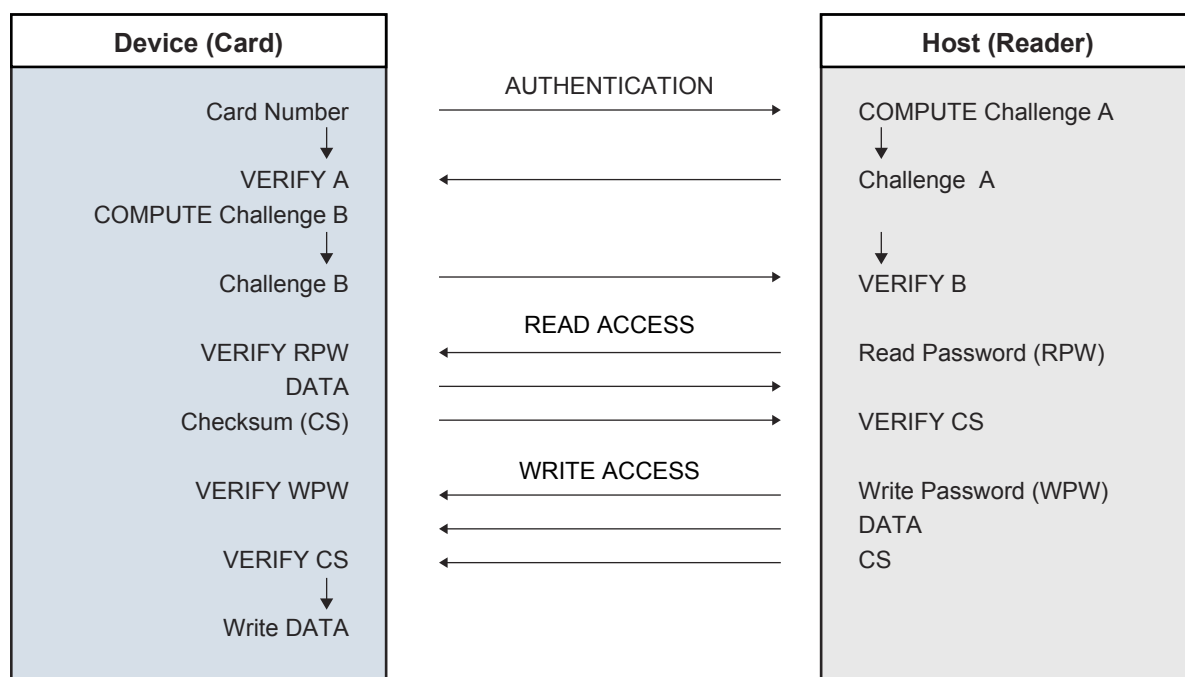 Device (Card)
Host (Reader)
AUTHENTICATION
Card Number
COMPUTE Challenge A
VERIFY A
Challenge A
COMPUTE Challenge B
Challenge B
VERIFY B
READ ACCESS
VERIFY RPW
Read Password (RPW)
DATA
Checksum (CS)
VERIFY CS
WRITE ACCESS
VERIFY WPW
Write Password (WPW)
DATA
VERIFY CS
CS
Write DATA